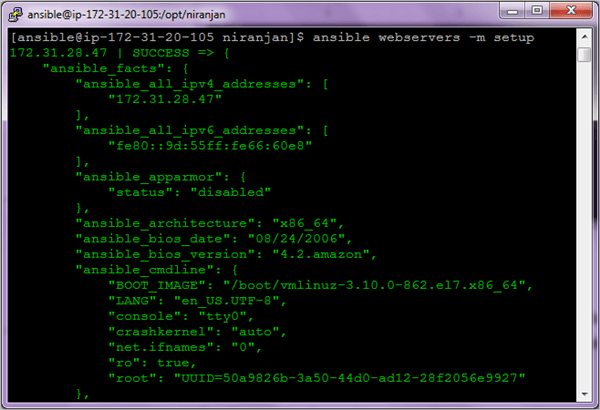 ansible@ip-172-31-20-105:/opt/niranjan
[ansible@ip-172-31-20-105 niranjan]$ ansible webservers -m setup
172.31.28.47 | SUCCESS => {
    "ansible_facts": {
        "ansible_all_ipv4_addresses": [
            "172.31.28.47"
        ],
        "ansible_all_ipv6_addresses": [
            "fe80::9d:55ff:fe66:60e8"
        ],
        "ansible_apparmor": {
            "status": "disabled"
        },
        "ansible_architecture": "x86_64",
        "ansible_bios_date": "08/24/2006",
        "ansible_bios_version": "4.2.amazon",
        "ansible_cmdline": {
            "BOOT_IMAGE": "/boot/vmlinuz-3.10.0-862.el7.x86_64",
            "LANG": "en_US.UTF-8",
            "console": "tty0",
            "crashkernel": "auto",
            "net.ifnames": "0",
            "ro": true,
            "root": "UUID=50a9826b-3a50-44d0-ad12-28f2056e9927"
        },